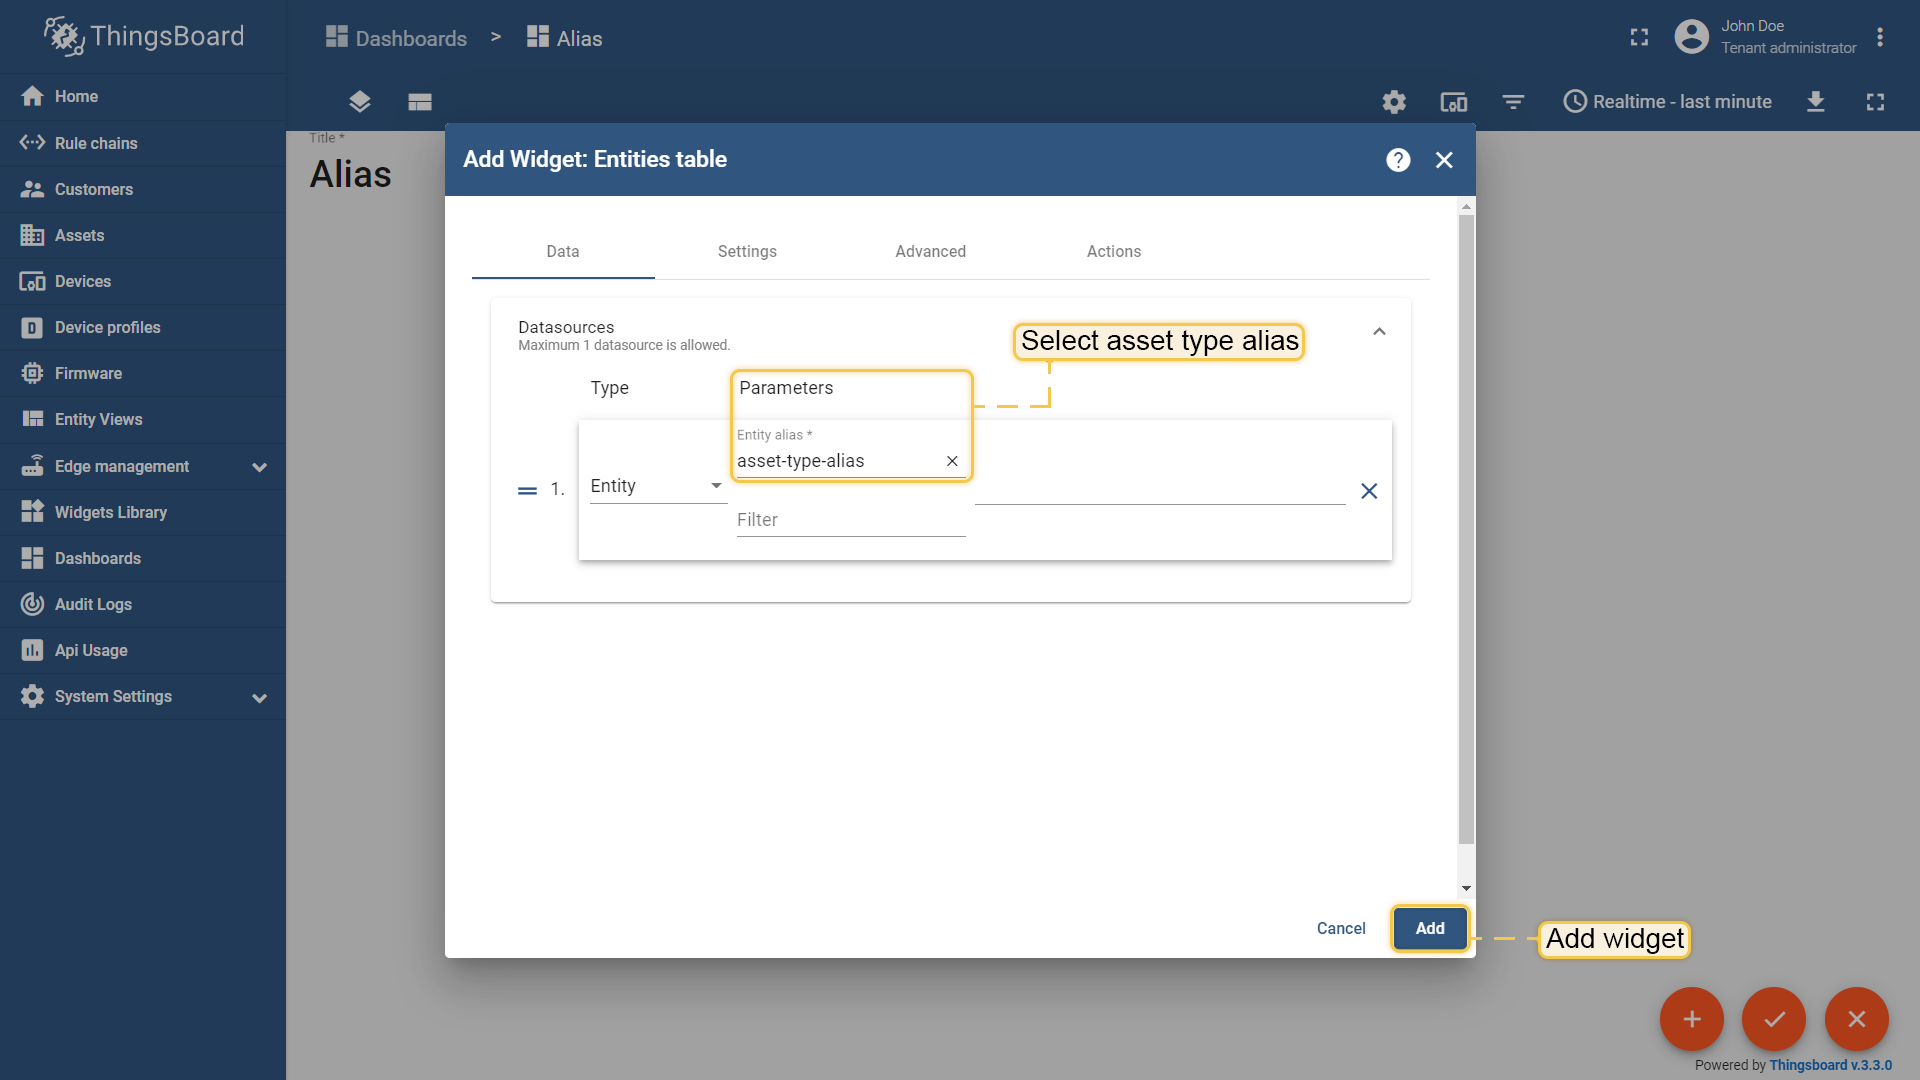 ThingsBoard
Dashboards > Alias
John Doe
Tenant administrator
Realtime - last minute
Home
Rule chains
Customers
Assets
Devices
Device profiles
Firmware
Entity Views
Edge management
Widgets Library
Dashboards
Audit Logs
Api Usage
System Settings
Title *
Alias
Add Widget: Entities table
?
Data Settings Advanced Actions
Datasources
Maximum 1 datasource is allowed.
Select asset type alias
Type Parameters
Entity alias *
asset-type-alias
1. Entity
Filter
Cancel Add
Add widget
Powered by Thingsboard v.3.3.0